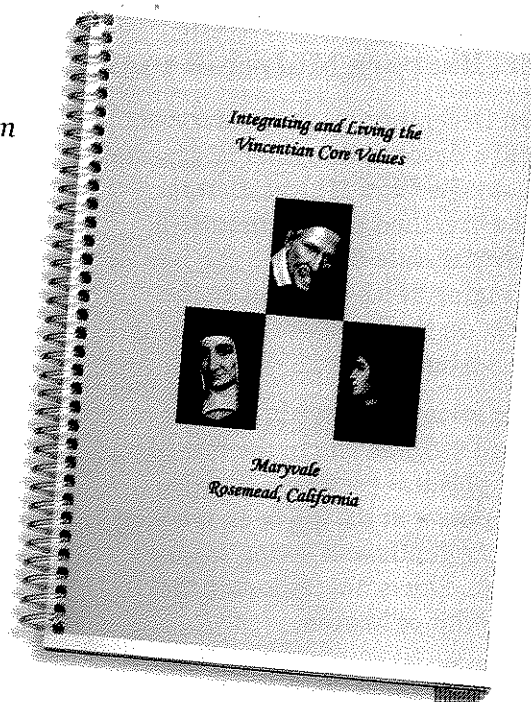 Integrating and Living the
Vincentian Core Values
Maryvale
Rosemead, California